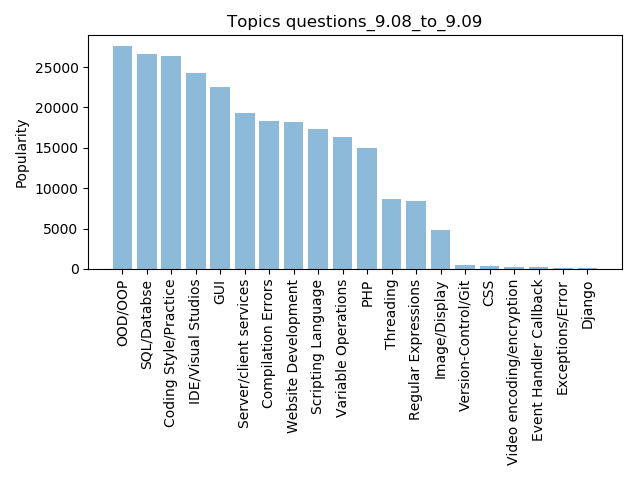 Topics questions_9.08_to_9.09
Popularity
25000
20000
15000
10000
5000
0
OOD/OOP
SQL/Databse
Coding Style/Practice
IDE/Visual Studios
GUI
Server/client services
Compilation Errors
Website Development
Scripting Language
Variable Operations
PHP
Threading
Regular Expressions
Image/Display
Version-Control/Git
CSS
Video encoding/encryption
Event Handler Callback
Exceptions/Error
Django